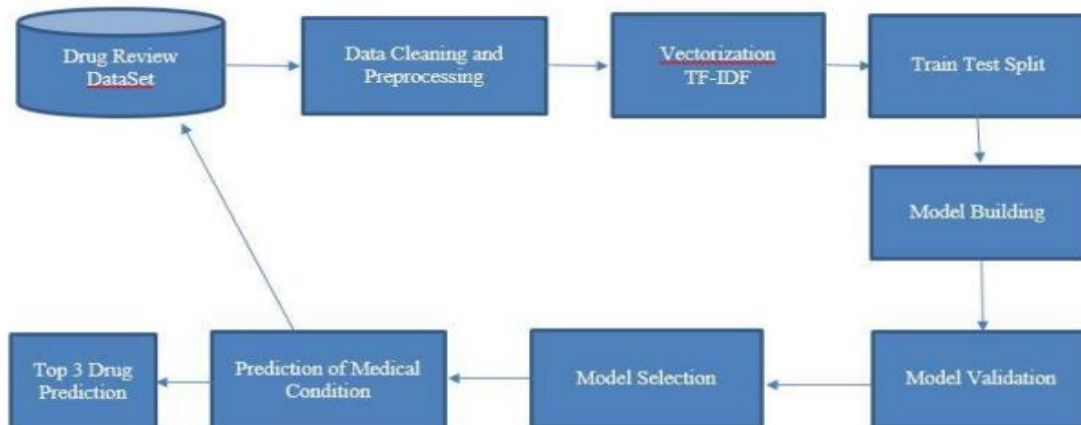 Drug Review
DataSet
Data Cleaning and
Preprocessing
Vectorization
TF-IDF
Train Test Split
Model Building
Model Validation
Model Selection
Prediction of Medical
Condition
Top 3 Drug
Prediction